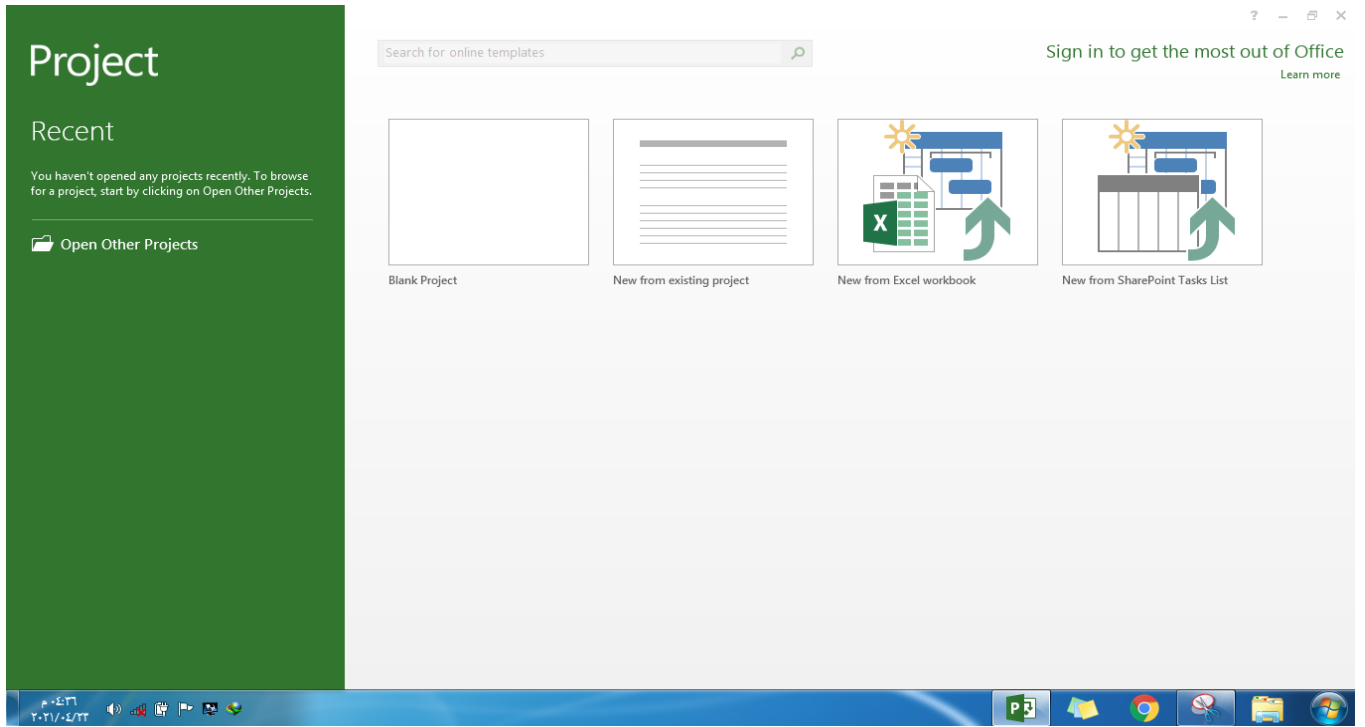 Project
Recent
You haven't opened any projects recently. To browse
for a project, start by clicking on Open Other Projects.
Open Other Projects
Search for online templates
?
Sign in to get the most out of Office
Learn more
Blank Project
New from existing project
New from Excel workbook
X
New from SharePoint Tasks List
٠٤:٣٦ م
٢٠٢١/٠٤/٢٣
P